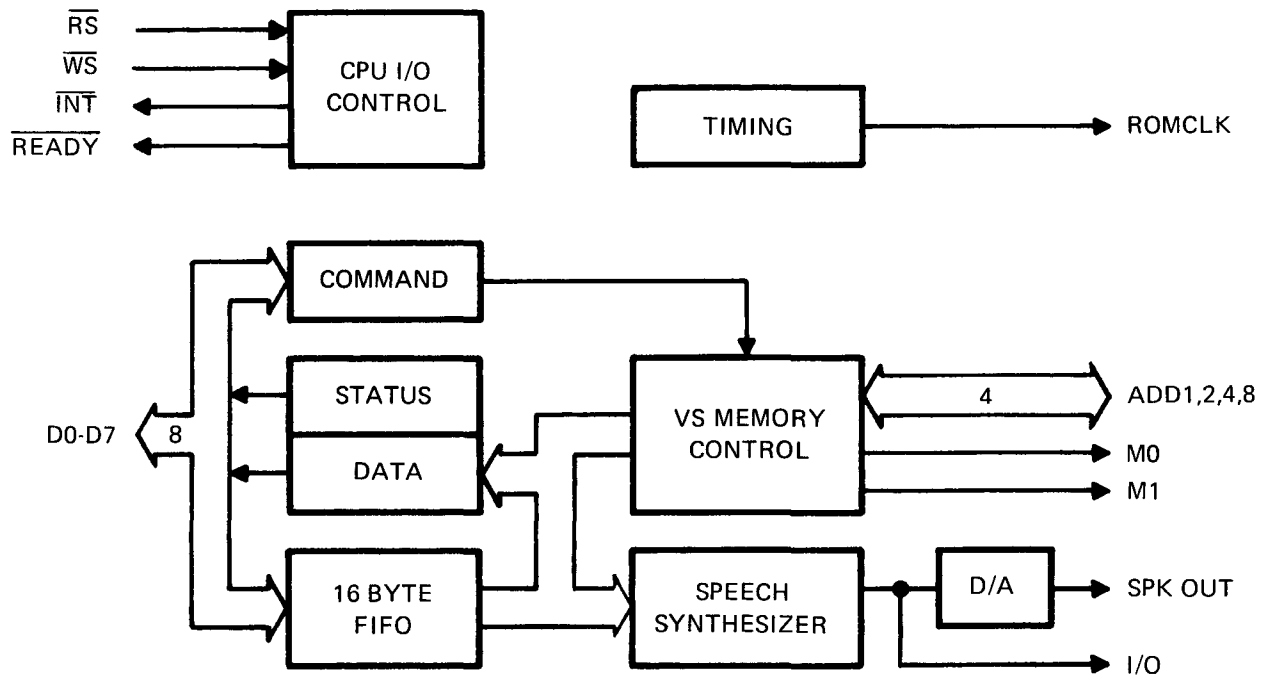 RS
WS
INT
READY
CPU I/O
CONTROL
TIMING
ROMCLK
COMMAND
STATUS
DATA
D0-D7
8
VS MEMORY
CONTROL
4
ADD1,2,4,8
M0
M1
16 BYTE
FIFO
SPEECH
SYNTHESIZER
D/A
SPK OUT
I/O